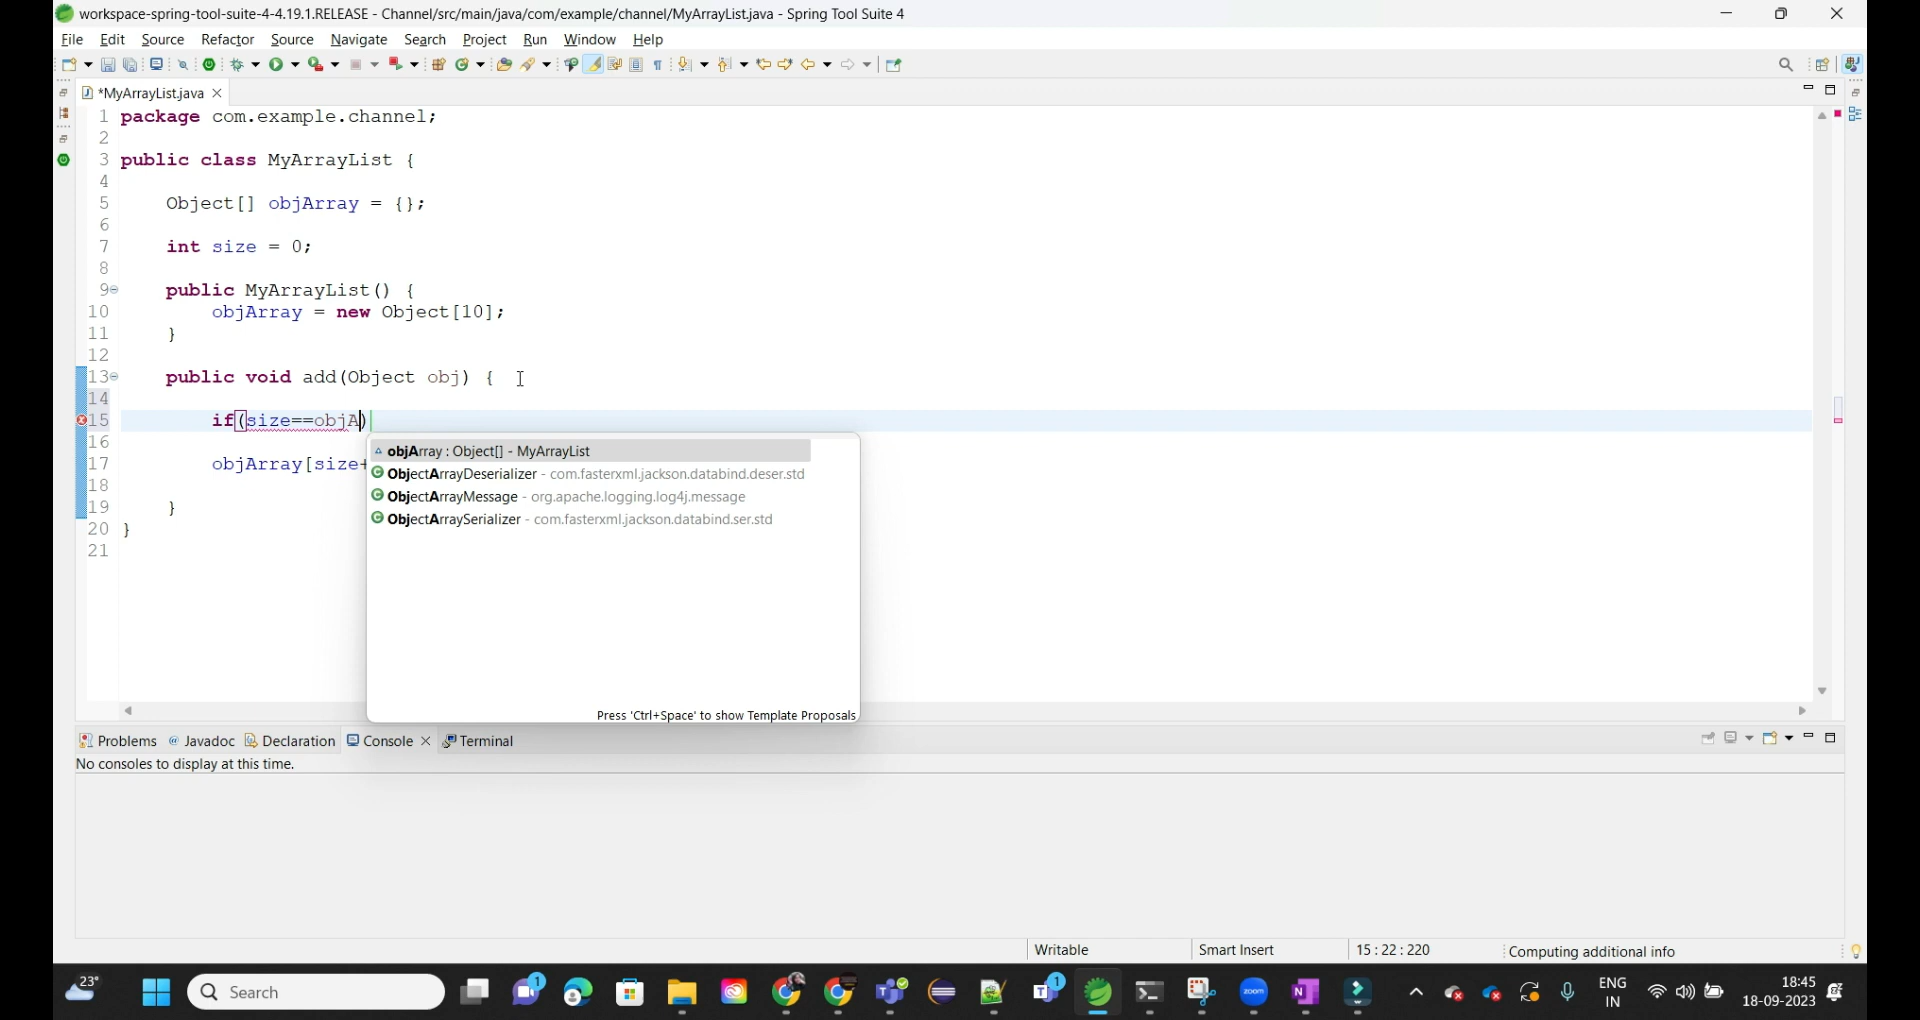 workspace-spring-tool-suite-4-4.19.1.RELEASE - Channel/src/main/java/com/example/channel/MyArrayList.java - Spring Tool Suite 4
File Edit Source Refactor Source Navigate Search Project Run Window Help
*MyArrayList.java
1 package com.example.channel;
2
3 public class MyArrayList {
4
5 Object[] objArray = {};
6
7 int size = 0;
8
9 public MyArrayList() {
10 objArray = new Object[10];
11 }
12
13 public void add(Object obj) {
14
15 if(size==objA)
16
17 objArray[size+
18
19 }
20 }
21
objArray : Object[] - MyArrayList
ObjectArrayDeserializer - com.fasterxml.jackson.databind.deser.std
ObjectArrayMessage - org.apache.logging.log4j.message
ObjectArraySerializer - com.fasterxml.jackson.databind.ser.std
Press 'Ctrl+Space' to show Template Proposals
Problems Javadoc Declaration Console Terminal
No consoles to display at this time.
Writable Smart Insert 15 : 22 : 220 Computing additional info
23° Search 1 1 zoom ENG IN 18:45 18-09-2023